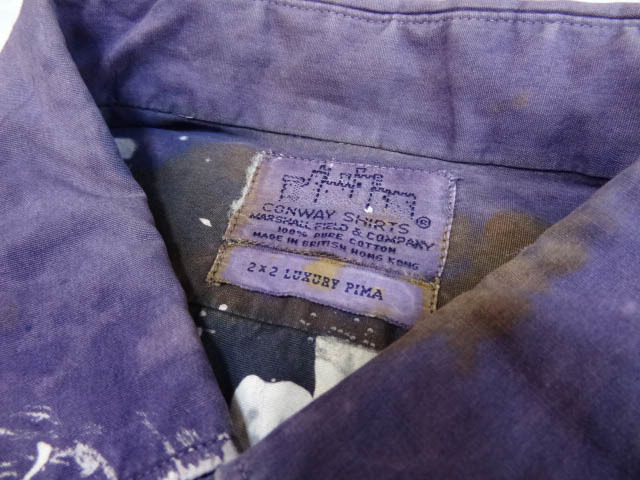 CONWAY SHIRTS ®
MARSHALL FIELD & COMPANY
100% PURE COTTON
MADE IN BRITISH HONG KONG
2×2 LUXURY PIMA